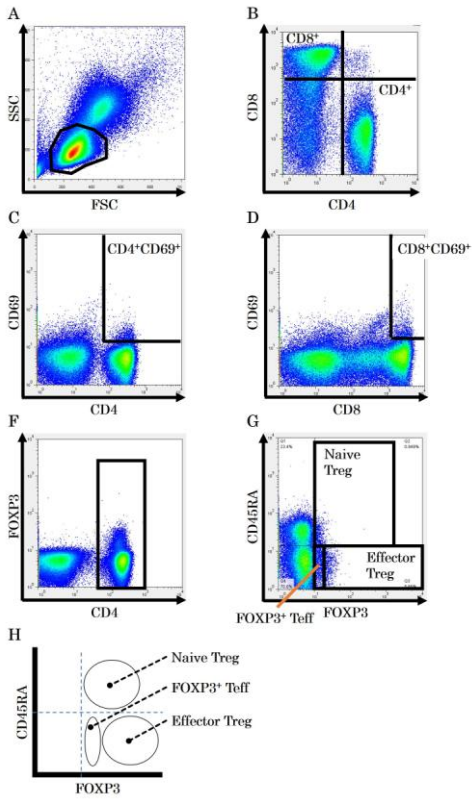 A
SSC
FSC
B
CD8⁺
CD4⁺
CD8
CD4
C
CD4⁺CD69⁺
CD69
CD4
D
CD8⁺CD69⁺
CD69
CD8
F
FOXP3
CD4
G
Naive
Treg
Effector
Treg
CD45RA
FOXP3⁺ Teff
FOXP3
H
Naive Treg
FOXP3⁺ Teff
Effector Treg
CD45RA
FOXP3